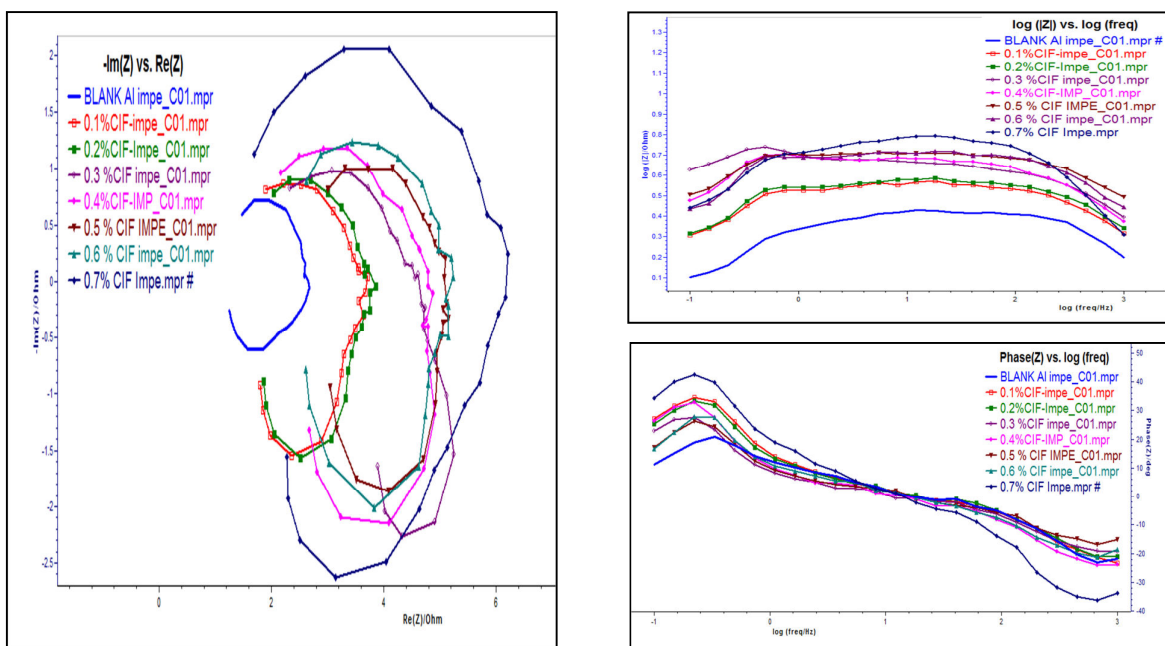 -Im(Z) vs. Re(Z)
BLANK Al impe_C01.mpr
0.1%CIF-impe_C01.mpr
0.2%CIF-Impe_C01.mpr
0.3 %CIF impe_C01.mpr
0.4%CIF-IMP_C01.mpr
0.5 % CIF IMPE_C01.mpr
0.6 % CIF impe_C01.mpr
0.7% CIF Impe.mpr #
2
1.5
1
0.5
0
-0.5
-1
-1.5
-2
-2.5
-Im(Z)/Ohm
0 2 4 6
Re(Z)/Ohm
log (|Z|) vs. log (freq)
BLANK Al impe_C01.mpr #
0.1%CIF-impe_C01.mpr
0.2%CIF-Impe_C01.mpr
0.3 %CIF impe_C01.mpr
0.4%CIF-IMP_C01.mpr
0.5 % CIF IMPE_C01.mpr
0.6 % CIF impe_C01.mpr
0.7% CIF Impe.mpr
1.3
1.2
1.1
1
0.9
0.8
0.7
0.6
0.5
0.4
0.3
0.2
0.1
log (|Z|/Ohm)
-1 0 1 2 3
log (freq/Hz)
Phase(Z) vs. log (freq)
BLANK Al impe_C01.mpr
0.1%CIF-impe_C01.mpr
0.2%CIF-Impe_C01.mpr
0.3 %CIF impe_C01.mpr
0.4%CIF-IMP_C01.mpr
0.5 % CIF IMPE_C01.mpr
0.6 % CIF impe_C01.mpr
0.7% CIF Impe.mpr #
50
40
30
20
10
0
-10
-20
-30
-40
Phase(Z)/deg
-1 0 1 2 3
log (freq/Hz)